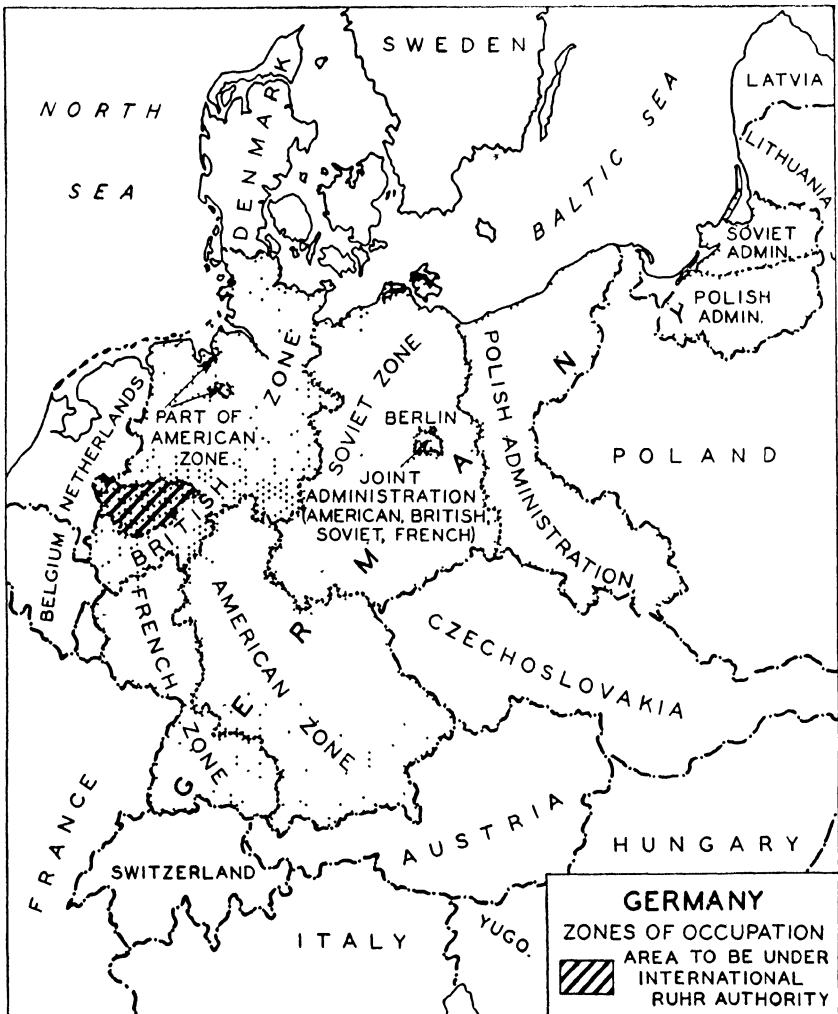 SWEDEN
NORTH
SEA
DENMARK
BALTIC SEA
LATVIA
LITHUANIA
SOVIET
ADMIN.
POLISH
ADMIN.
NETHERLANDS
PART OF
AMERICAN
ZONE
BRITISH ZONE
SOVIET ZONE
BERLIN
JOINT
ADMINISTRATION
(AMERICAN, BRITISH,
SOVIET, FRENCH)
POLISH ADMINISTRATION
POLAND
BELGIUM
FRENCH ZONE
AMERICAN ZONE
GERMANY
CZECHOSLOVAKIA
FRANCE
SWITZERLAND
AUSTRIA
HUNGARY
ITALY
YUGO.
GERMANY
ZONES OF OCCUPATION
AREA TO BE UNDER
INTERNATIONAL
RUHR AUTHORITY